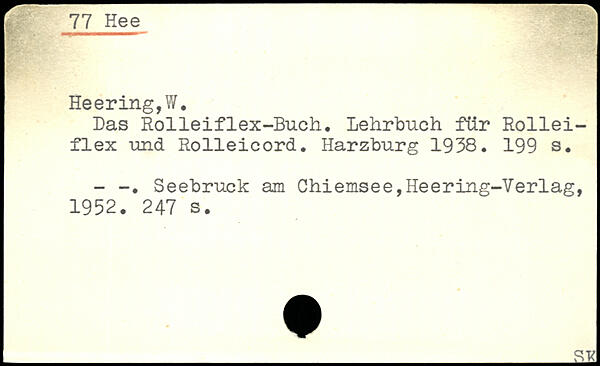 77 Hee
Heering,W.
Das Rolleiflex-Buch. Lehrbuch für Rollei-
flex und Rolleicord. Harzburg 1938. 199 s.
- -. Seebruck am Chiemsee,Heering-Verlag,
1952. 247 s.
SK